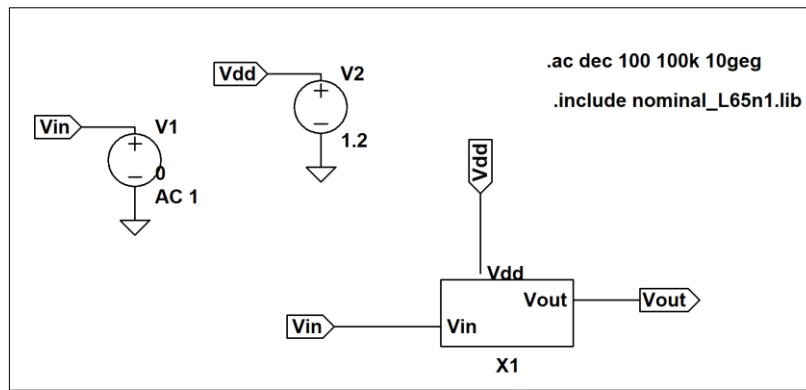 .ac dec 100 100k 10geg
Vdd
V2
.include nominal_L65n1.lib
Vin
V1
1.2
0
AC 1
Vdd
Vdd
Vout
Vout
Vin
Vin
X1